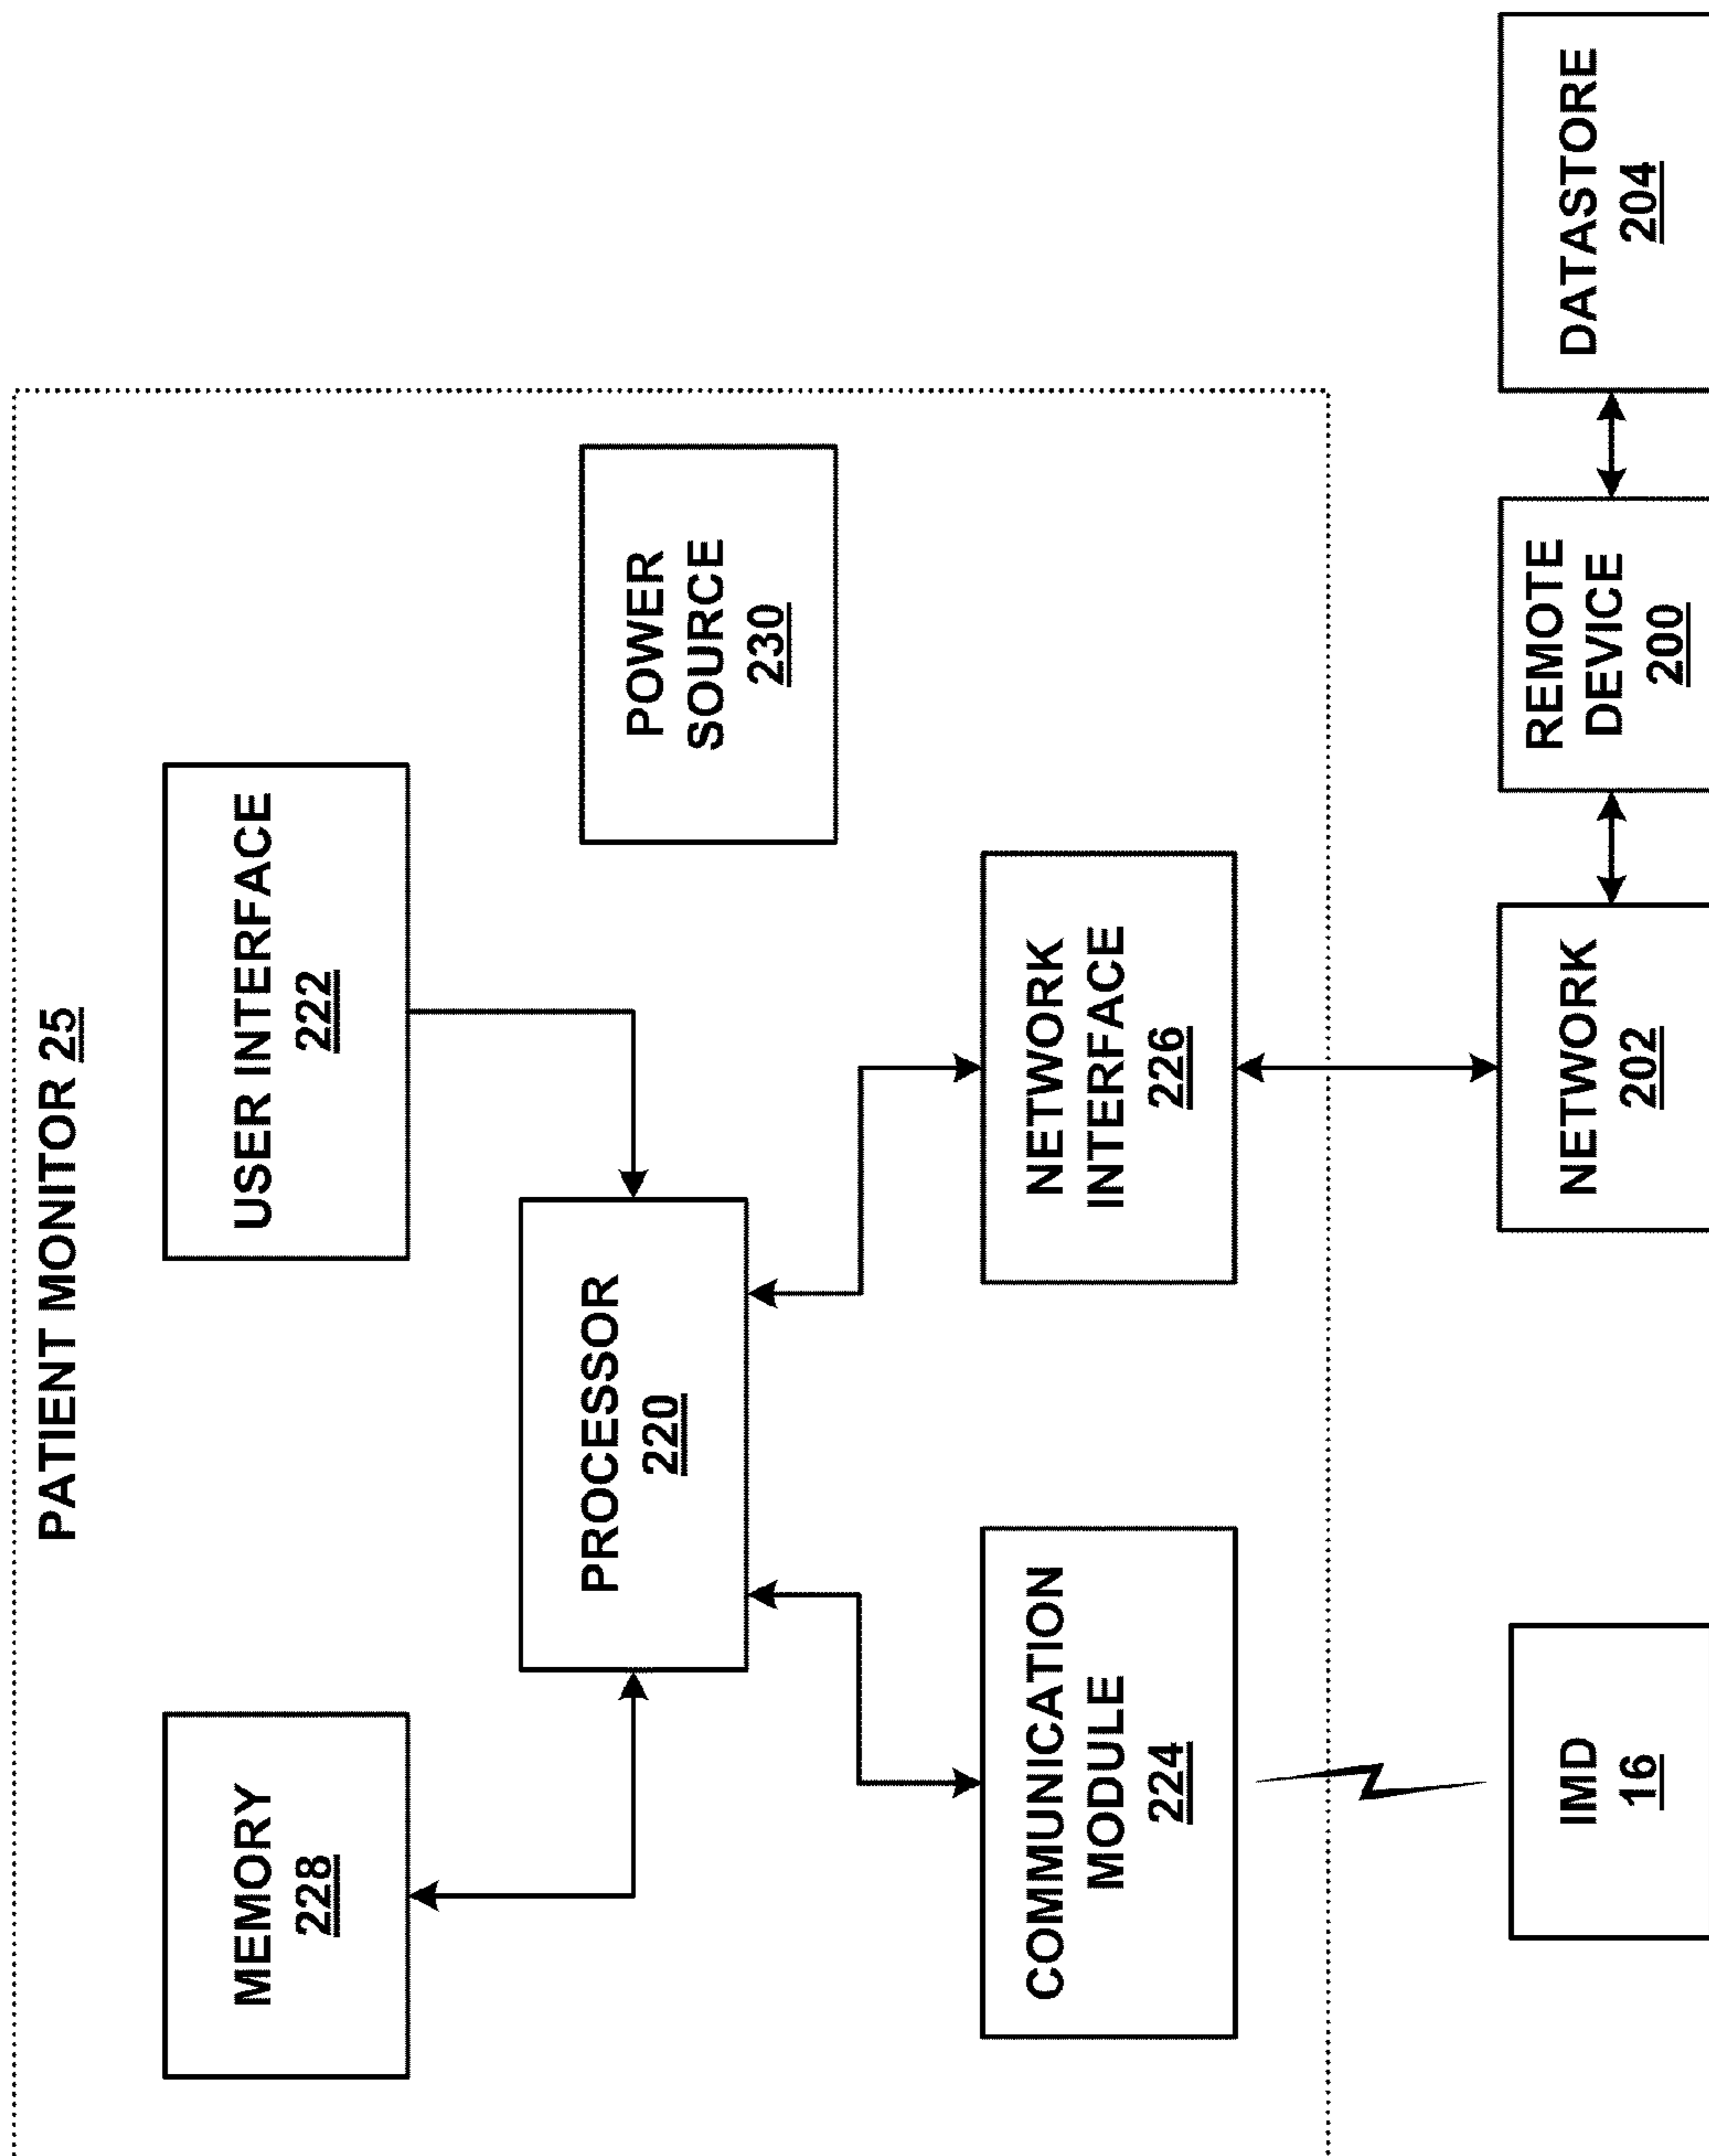 PATIENT MONITOR 25
MEMORY
228
USER INTERFACE
222
PROCESSOR
220
POWER
SOURCE
230
COMMUNICATION
MODULE
224
NETWORK
INTERFACE
226
IMD
16
NETWORK
202
REMOTE
DEVICE
200
DATASTORE
204